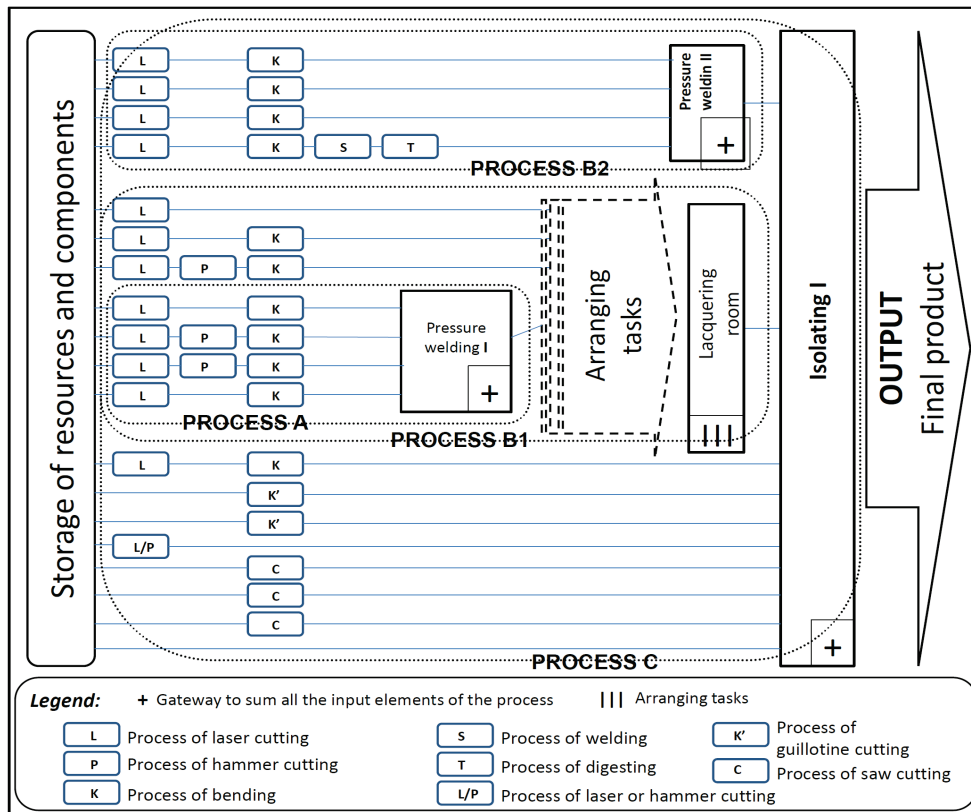 Storage of resources and components
L K
L K
L K
L K S T
Pressure
weldin II
+
PROCESS B2
L
L K
L P K
L K
L P K
L P K
L K
Pressure
welding I
+
PROCESS A
PROCESS B1
Arranging
tasks
Lacquering
room
|||
L K
K’
K’
L/P
C
C
C
PROCESS C
Isolating I
+
OUTPUT
Final product
Legend:
+ Gateway to sum all the input elements of the process
||| Arranging tasks
L Process of laser cutting
P Process of hammer cutting
K Process of bending
S Process of welding
T Process of digesting
L/P Process of laser or hammer cutting
K’ Process of
guillotine cutting
C Process of saw cutting